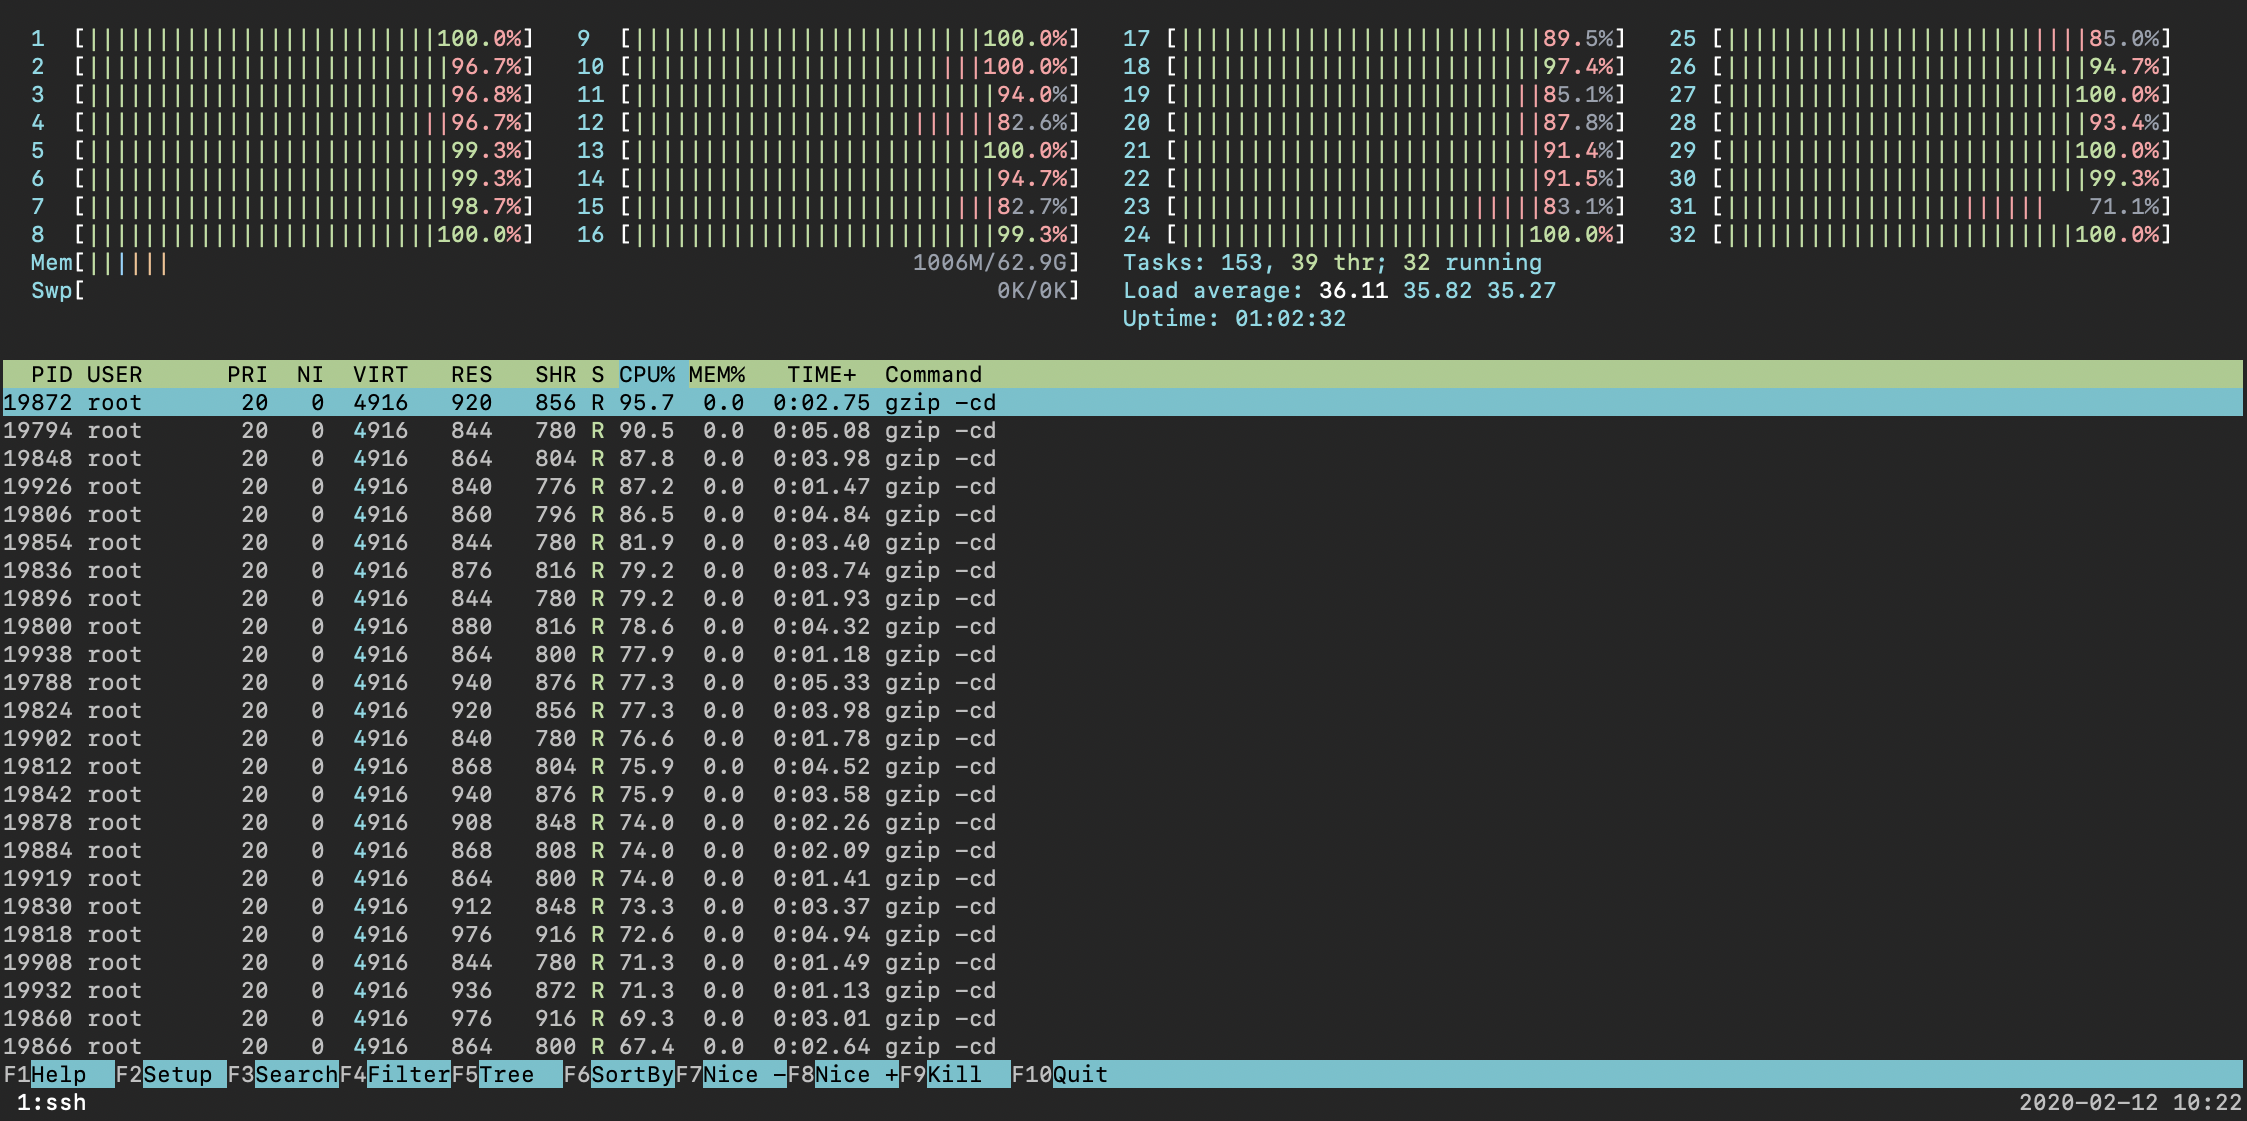 1 [|||||||||||||||||||||||||100.0%] 9 [|||||||||||||||||||||||||100.0%] 17 [||||||||||||||||||||||||||89.5%] 25 [||||||||||||||||||||||||||85.0%]
2 [||||||||||||||||||||||||||96.7%] 10 [|||||||||||||||||||||||||100.0%] 18 [||||||||||||||||||||||||||97.4%] 26 [||||||||||||||||||||||||||94.7%]
3 [||||||||||||||||||||||||||96.8%] 11 [||||||||||||||||||||||||||94.0%] 19 [||||||||||||||||||||||||||85.1%] 27 [|||||||||||||||||||||||||100.0%]
4 [||||||||||||||||||||||||||96.7%] 12 [||||||||||||||||||||||||||82.6%] 20 [||||||||||||||||||||||||||87.8%] 28 [||||||||||||||||||||||||||93.4%]
5 [||||||||||||||||||||||||||99.3%] 13 [|||||||||||||||||||||||||100.0%] 21 [||||||||||||||||||||||||||91.4%] 29 [|||||||||||||||||||||||||100.0%]
6 [||||||||||||||||||||||||||99.3%] 14 [||||||||||||||||||||||||||94.7%] 22 [||||||||||||||||||||||||||91.5%] 30 [||||||||||||||||||||||||||99.3%]
7 [||||||||||||||||||||||||||98.7%] 15 [||||||||||||||||||||||||||82.7%] 23 [||||||||||||||||||||||||||83.1%] 31 [||||||||||||||||||||||| 71.1%]
8 [|||||||||||||||||||||||||100.0%] 16 [||||||||||||||||||||||||||99.3%] 24 [|||||||||||||||||||||||||100.0%] 32 [|||||||||||||||||||||||||100.0%]
Mem[|||||| 1006M/62.9G] Tasks: 153, 39 thr; 32 running
Swp[ 0K/0K] Load average: 36.11 35.82 35.27
Uptime: 01:02:32
PID USER PRI NI VIRT RES SHR S CPU% MEM% TIME+ Command
19872 root 20 0 4916 920 856 R 95.7 0.0 0:02.75 gzip -cd
19794 root 20 0 4916 844 780 R 90.5 0.0 0:05.08 gzip -cd
19848 root 20 0 4916 864 804 R 87.8 0.0 0:03.98 gzip -cd
19926 root 20 0 4916 840 776 R 87.2 0.0 0:01.47 gzip -cd
19806 root 20 0 4916 860 796 R 86.5 0.0 0:04.84 gzip -cd
19854 root 20 0 4916 844 780 R 81.9 0.0 0:03.40 gzip -cd
19836 root 20 0 4916 876 816 R 79.2 0.0 0:03.74 gzip -cd
19896 root 20 0 4916 844 780 R 79.2 0.0 0:01.93 gzip -cd
19800 root 20 0 4916 880 816 R 78.6 0.0 0:04.32 gzip -cd
19938 root 20 0 4916 864 800 R 77.9 0.0 0:01.18 gzip -cd
19788 root 20 0 4916 940 876 R 77.3 0.0 0:05.33 gzip -cd
19824 root 20 0 4916 920 856 R 77.3 0.0 0:03.98 gzip -cd
19902 root 20 0 4916 840 780 R 76.6 0.0 0:01.78 gzip -cd
19812 root 20 0 4916 868 804 R 75.9 0.0 0:04.52 gzip -cd
19842 root 20 0 4916 940 876 R 75.9 0.0 0:03.58 gzip -cd
19878 root 20 0 4916 908 848 R 74.0 0.0 0:02.26 gzip -cd
19884 root 20 0 4916 868 808 R 74.0 0.0 0:02.09 gzip -cd
19919 root 20 0 4916 864 800 R 74.0 0.0 0:01.41 gzip -cd
19830 root 20 0 4916 912 848 R 73.3 0.0 0:03.37 gzip -cd
19818 root 20 0 4916 976 916 R 72.6 0.0 0:04.94 gzip -cd
19908 root 20 0 4916 844 780 R 71.3 0.0 0:01.49 gzip -cd
19932 root 20 0 4916 936 872 R 71.3 0.0 0:01.13 gzip -cd
19860 root 20 0 4916 976 916 R 69.3 0.0 0:03.01 gzip -cd
19866 root 20 0 4916 864 800 R 67.4 0.0 0:02.64 gzip -cd
F1Help F2Setup F3SearchF4FilterF5Tree F6SortByF7Nice -F8Nice +F9Kill F10Quit
1:ssh 2020-02-12 10:22